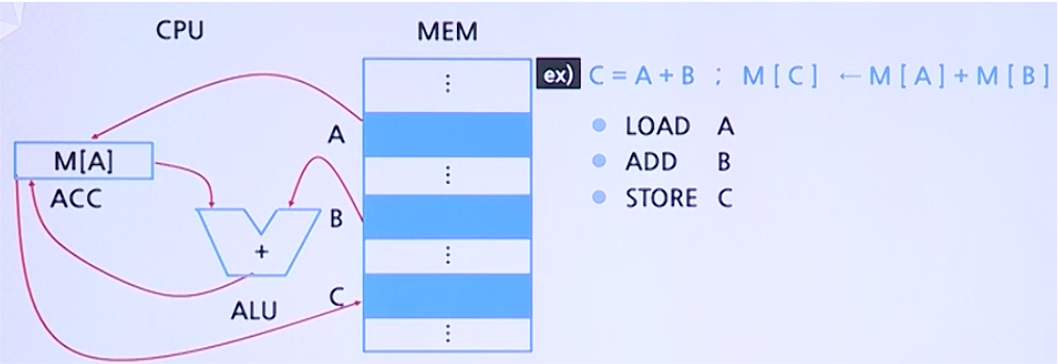 CPU
MEM
ex) C = A + B ; M [ C ] ← M [ A ] + M [ B ]
⋮
A
LOAD A
M[A]
ADD B
⋮
ACC
STORE C
B
+
⋮
C
ALU
⋮